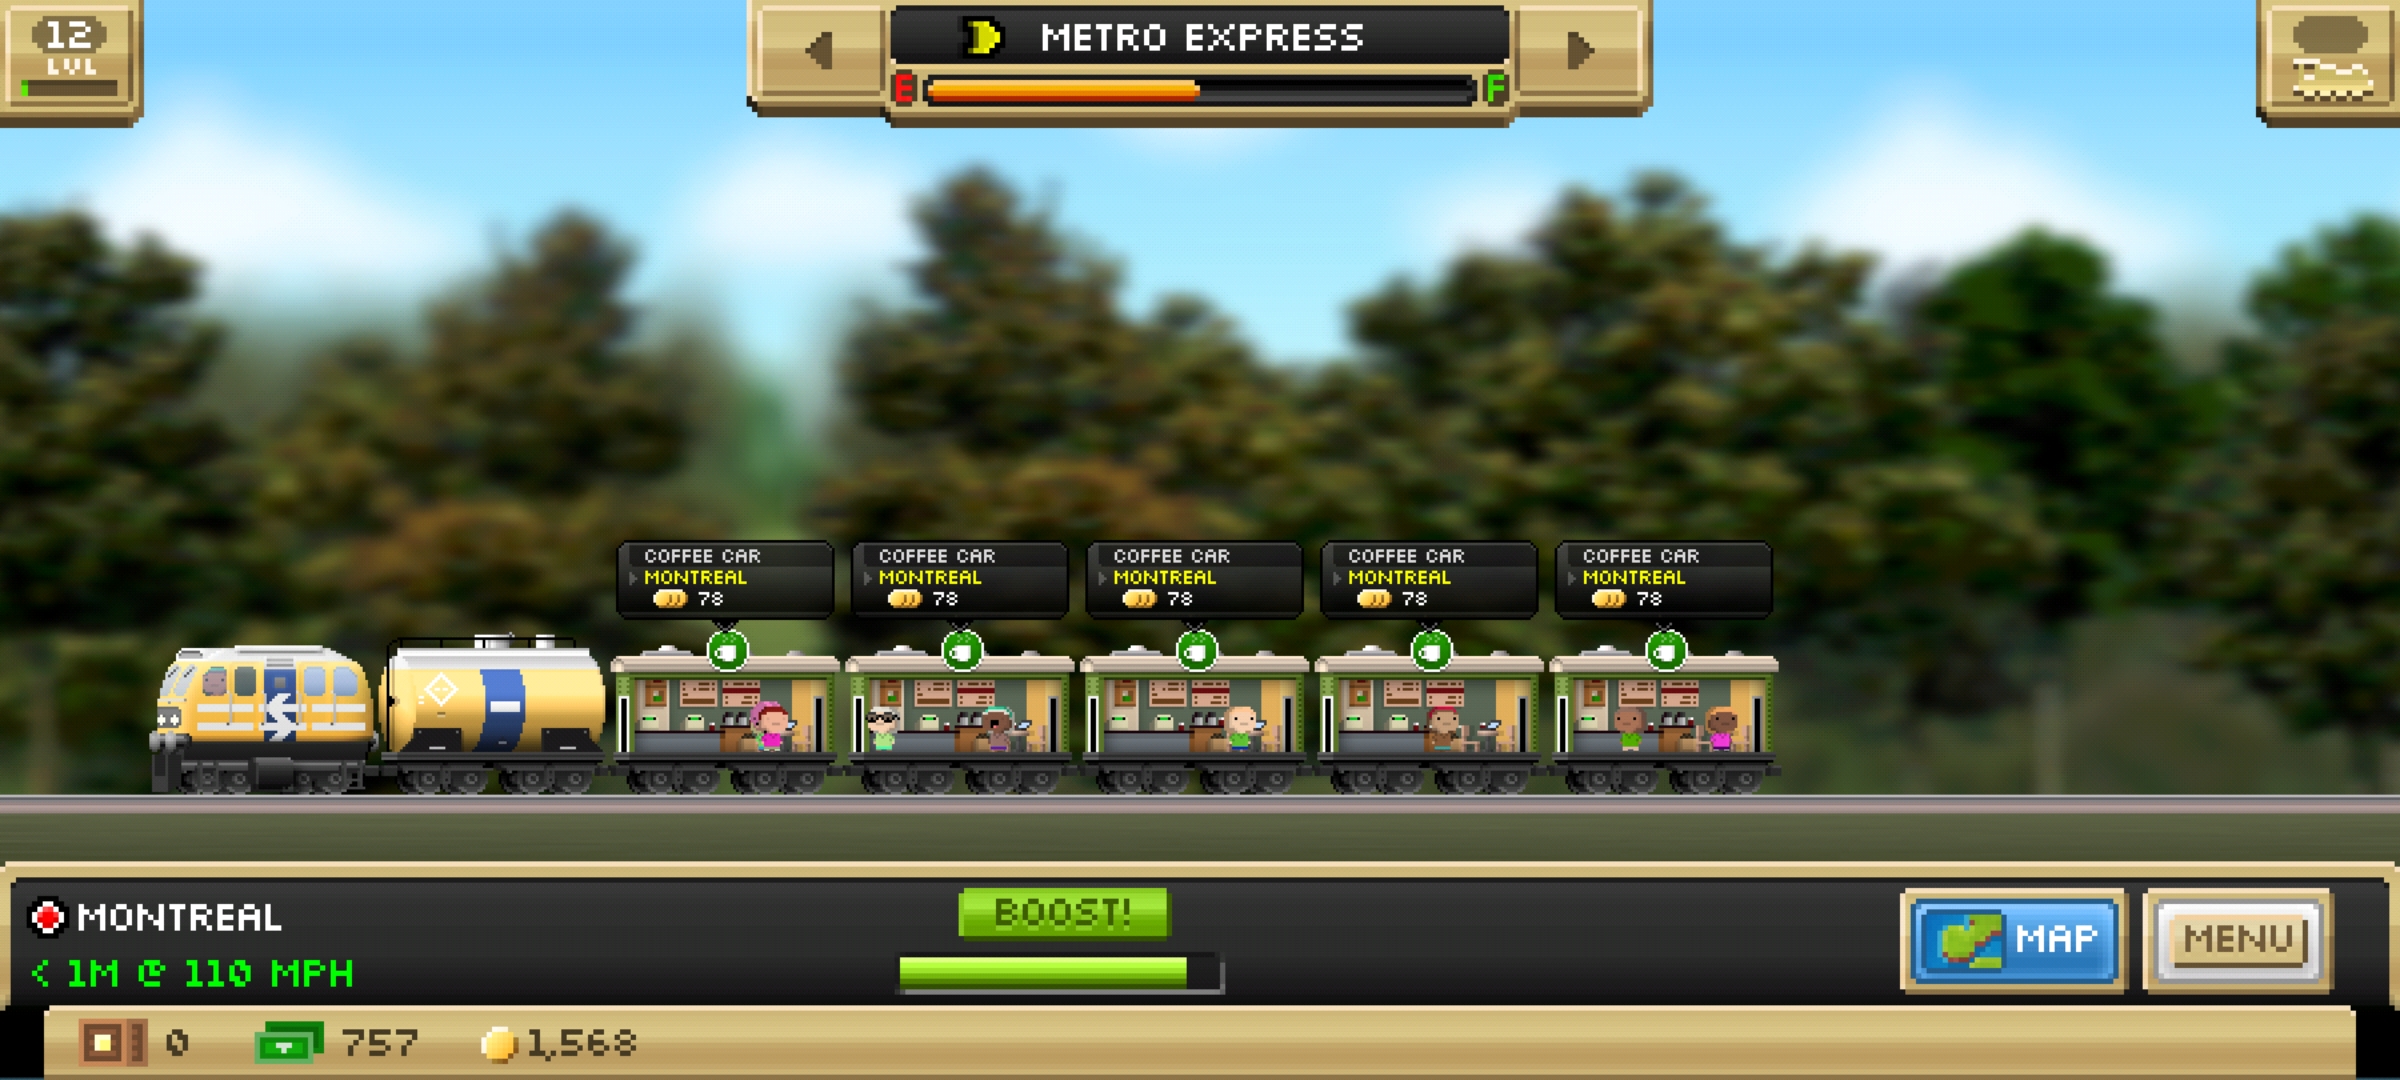 12
LVL
METRO EXPRESS
E
F
COFFEE CAR
MONTREAL
78
COFFEE CAR
MONTREAL
78
COFFEE CAR
MONTREAL
78
COFFEE CAR
MONTREAL
78
COFFEE CAR
MONTREAL
78
MONTREAL
< 1M @ 110 MPH
BOOST!
MAP
MENU
0
757
1,568